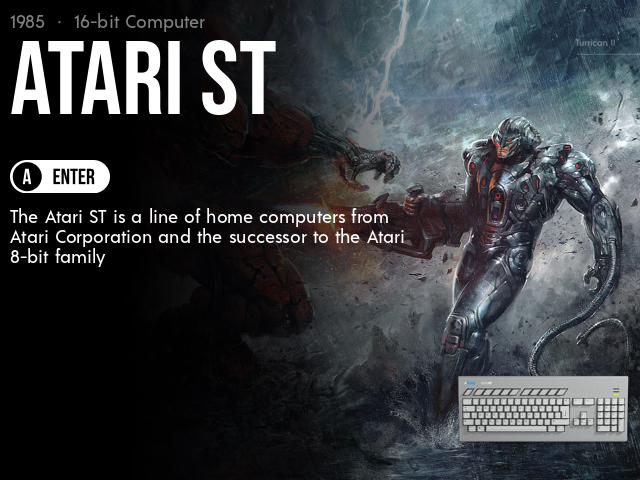 1985 · 16-bit Computer
Turrican II
ATARI ST
A ENTER
The Atari ST is a line of home computers from
Atari Corporation and the successor to the Atari
8-bit family